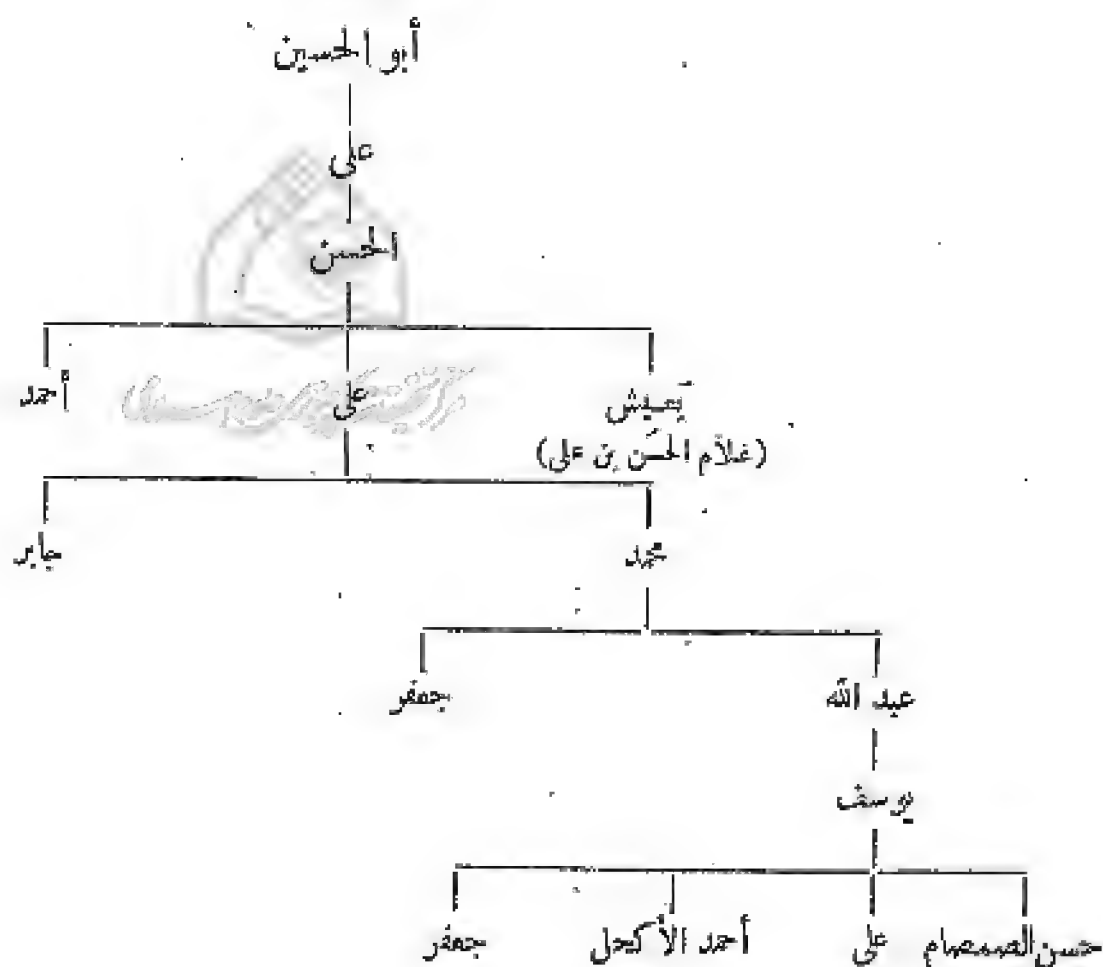 أبو الحسين
على
الحسن
يعيش
(غلام الحسَن بن على)
على
أحمد
محمد
جابر
عبد الله
جعفر
يوسف
حسن الصمصام
على
أحمد الأكحل
جعفر